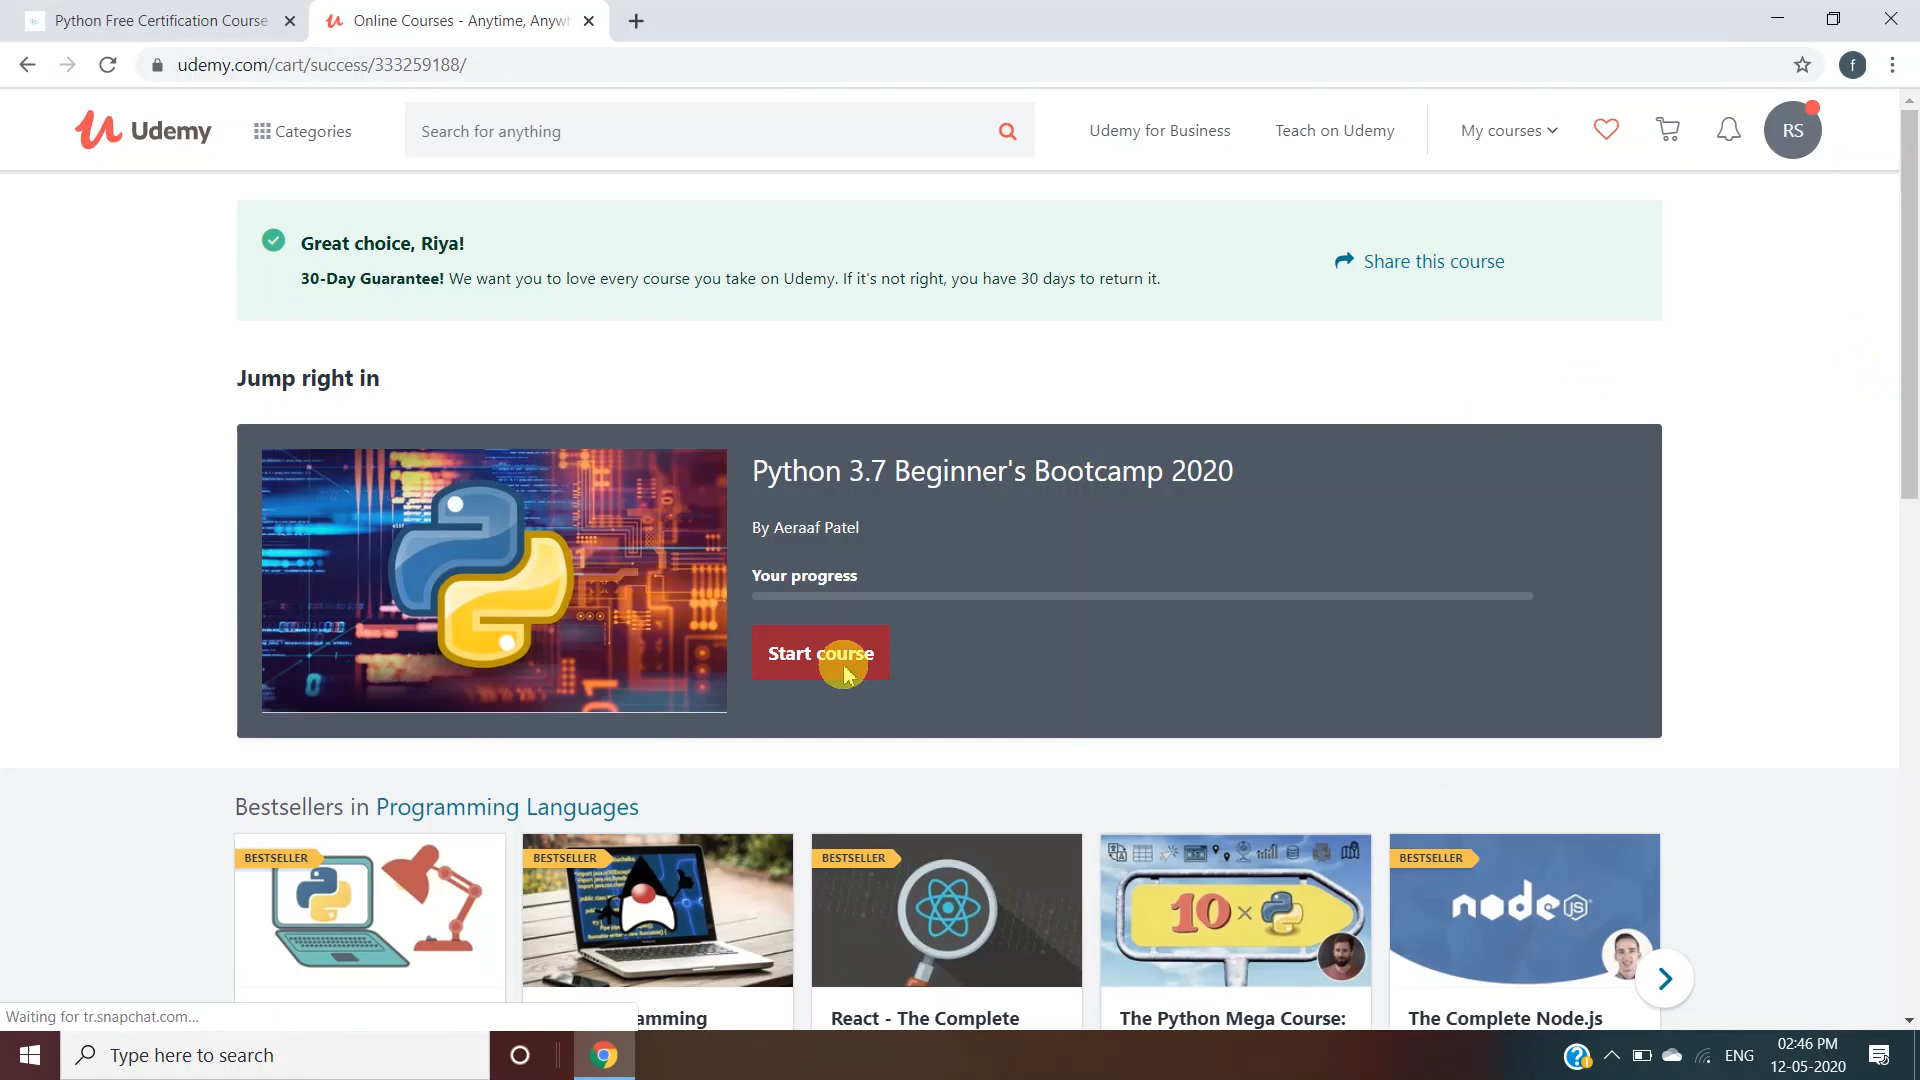 Python Free Certification Course
Online Courses - Anytime, Anywh
udemy.com/cart/success/333259188/
f
Udemy
Categories
Search for anything
Udemy for Business
Teach on Udemy
My courses
RS
Great choice, Riya!
30-Day Guarantee! We want you to love every course you take on Udemy. If it's not right, you have 30 days to return it.
Share this course
Jump right in
Python 3.7 Beginner's Bootcamp 2020
By Aeraaf Patel
Your progress
Start course
Bestsellers in Programming Languages
BESTSELLER
BESTSELLER
BESTSELLER
10 x
BESTSELLER
node JS
amming
React - The Complete
The Python Mega Course:
The Complete Node.js
Waiting for tr.snapchat.com...
Type here to search
ENG
02:46 PM
12-05-2020